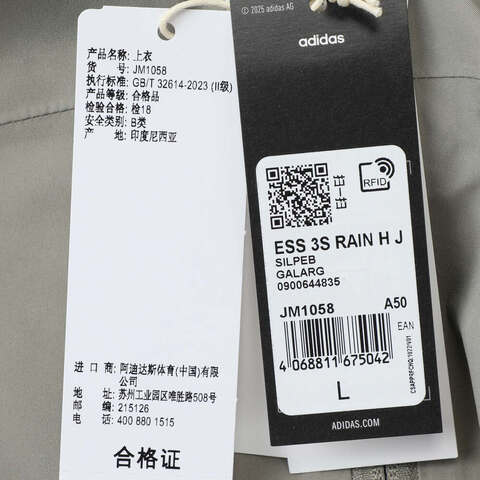 产品名称: 上衣
货 号: JM1058
执行标准: GB/T 32614-2023 (II级)
产品等级: 合格品
检验合格: 检18
安全类别: B类
产 地: 印度尼西亚
进 口 商: 阿迪达斯体育(中国)有限
公司
地 址: 苏州工业园区唯胜路508号
邮 编: 215126
电 话: 400 880 1515
合格证
© 2025 adidas AG
adidas
RFID
ESS 3S RAIN H J
SILPEB
GALARG
0900644835
JM1058 A50
EAN
4 068811 675042
L
ADIDAS.COM